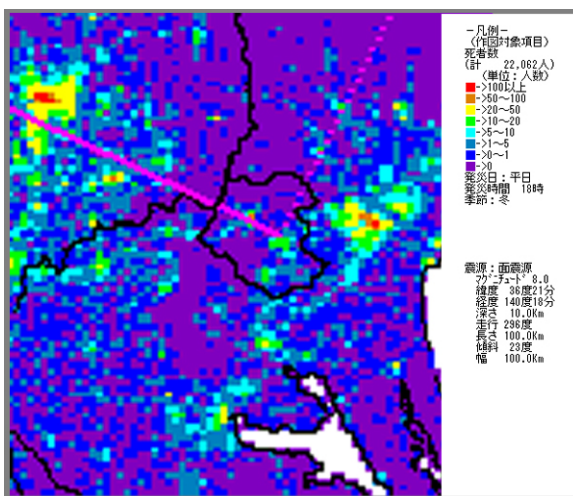 -凡例-
(作図対象項目)
死者数
(計 22,062人)
(単位：人数)
->100以上
->50～100
->20～50
->10～20
->5～10
->1～5
->0～1
->0
発災日：平日
発災時間 18時
季節：冬
震源：面震源
マグニチュード 8.0
緯度 36度21分
経度 140度18分
深さ 10.0Km
走行 296度
長さ 100.0Km
傾斜 23度
幅 100.0Km